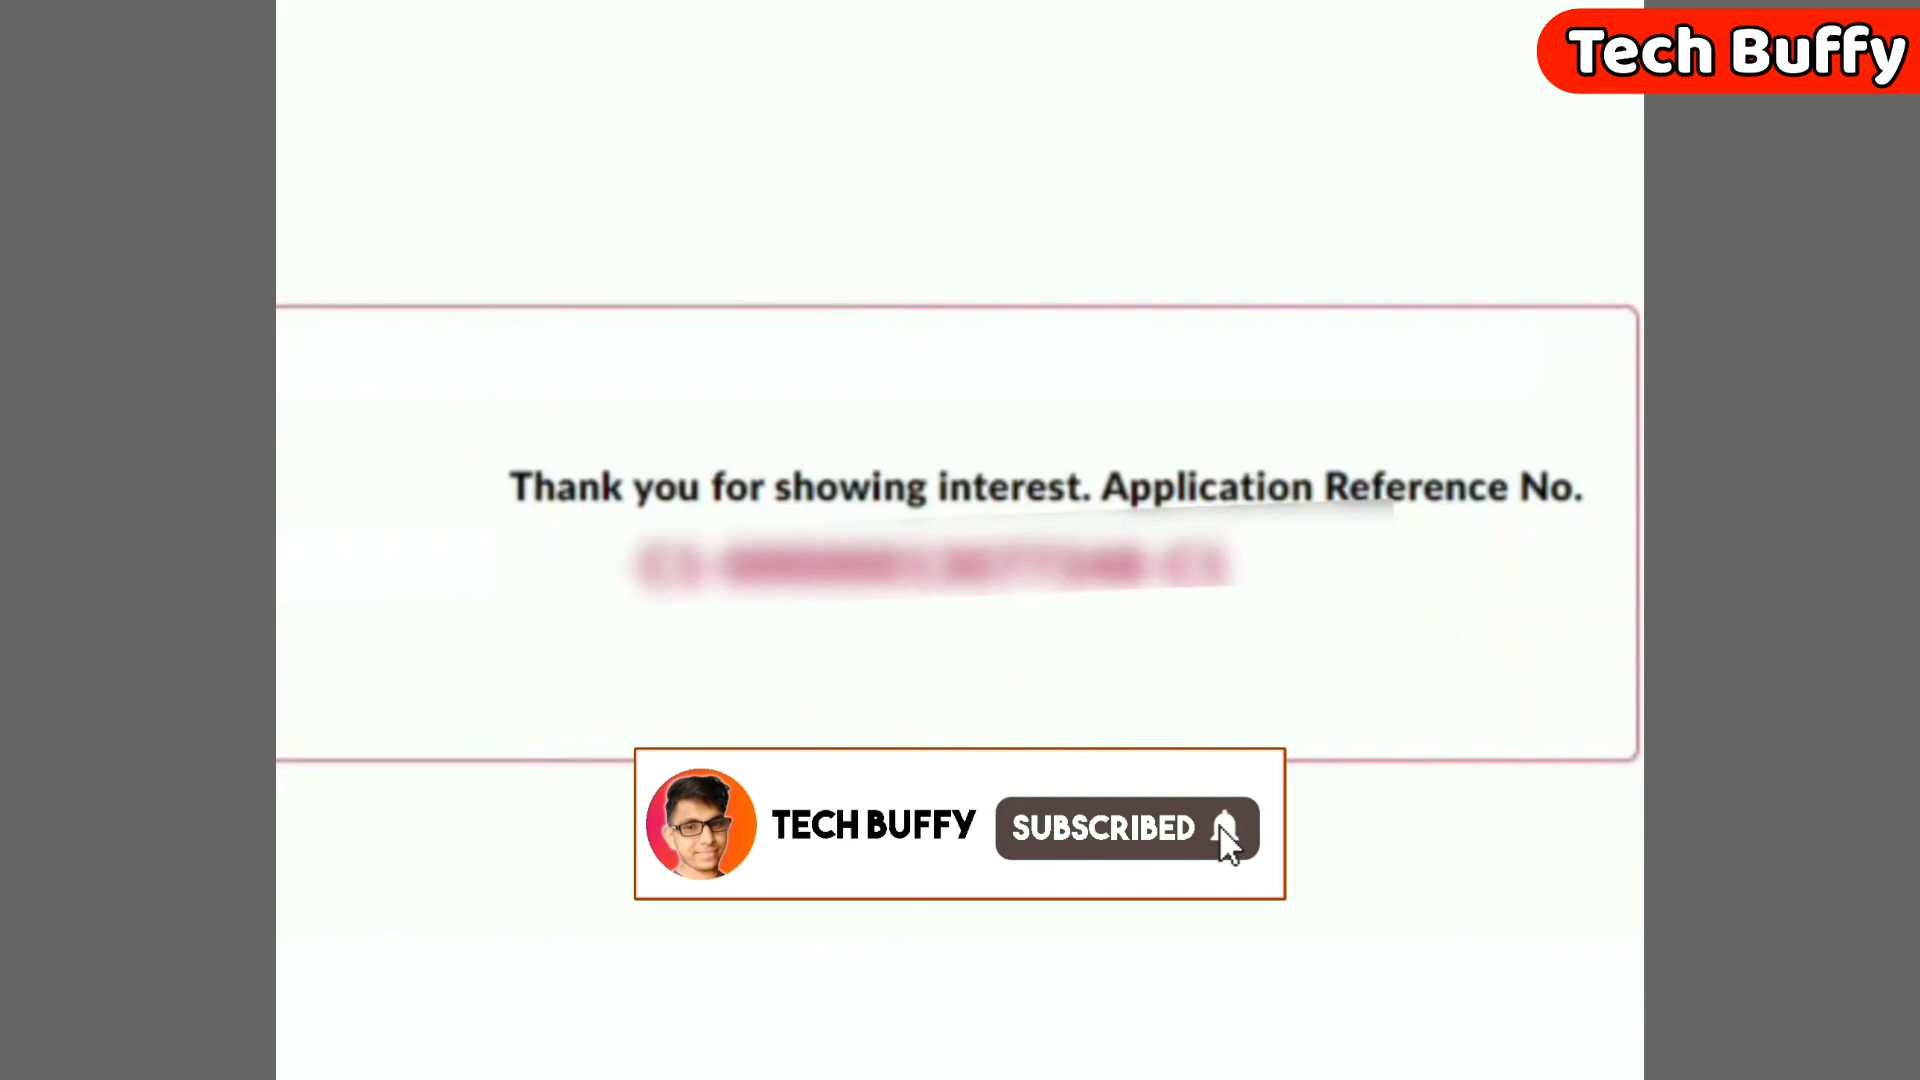 Tech Buffy
Thank you for showing interest. Application Reference No.
TECH BUFFY
SUBSCRIBED